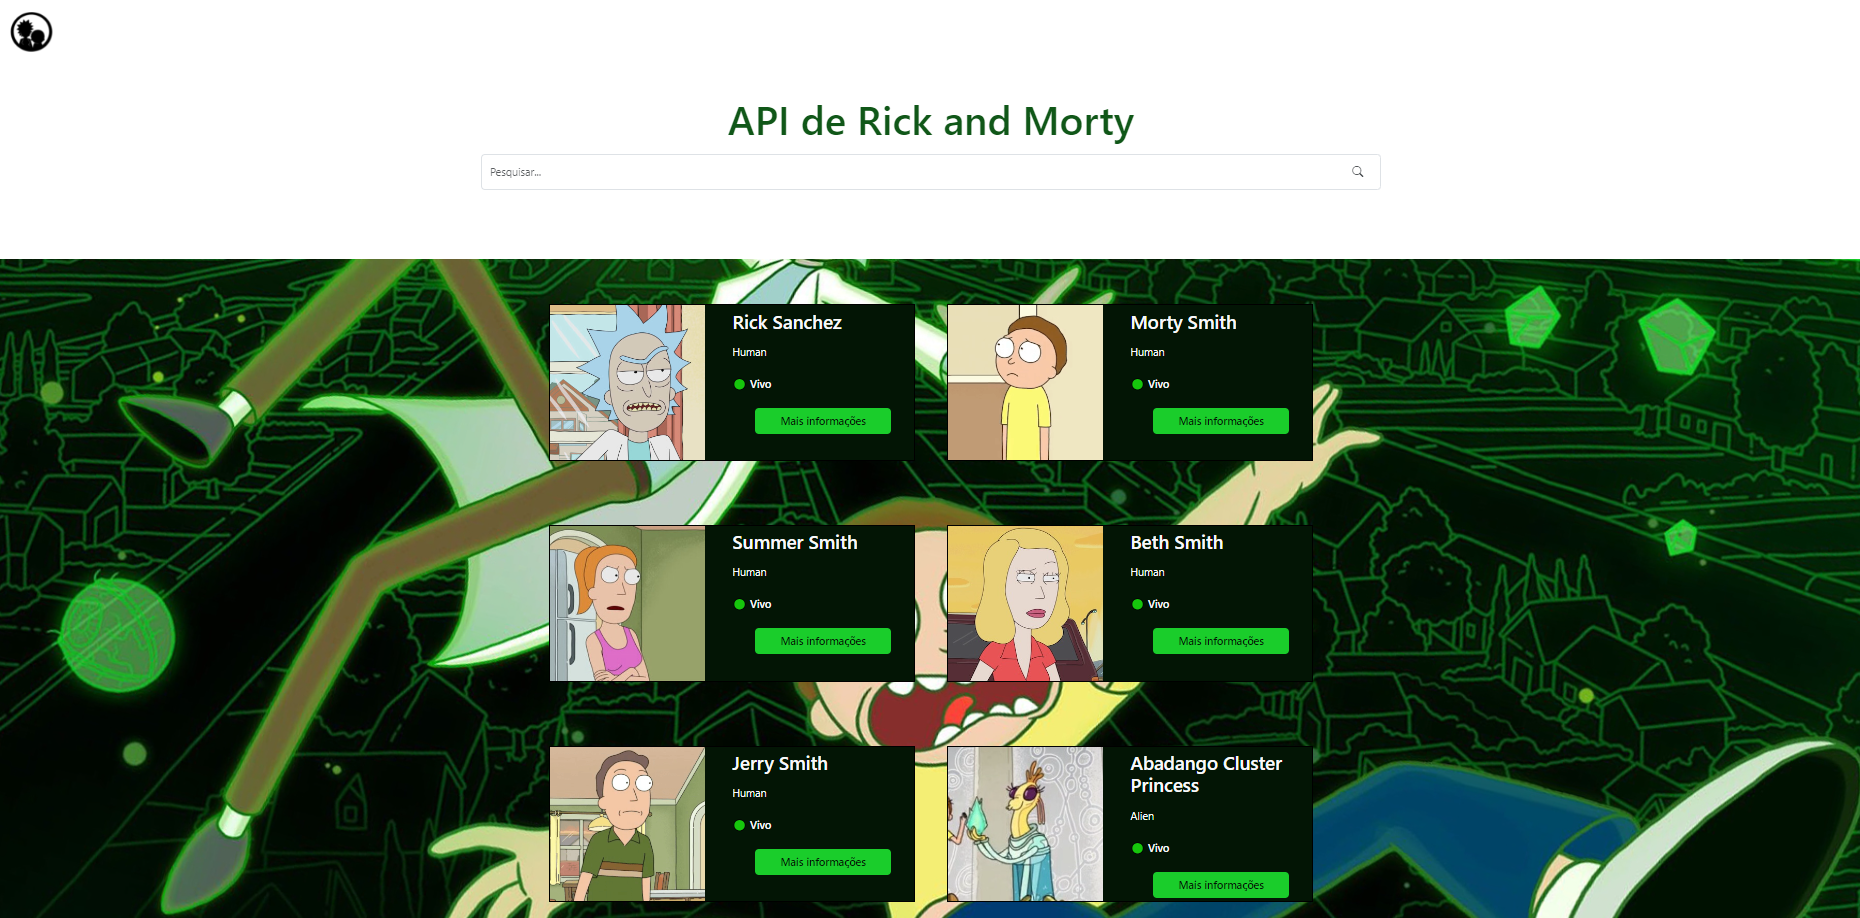 API de Rick and Morty
Pesquisar...
Rick Sanchez
Human
Vivo
Mais informações
Morty Smith
Human
Vivo
Mais informações
Summer Smith
Human
Vivo
Mais informações
Beth Smith
Human
Vivo
Mais informações
Jerry Smith
Human
Vivo
Mais informações
Abadango Cluster
Princess
Alien
Vivo
Mais informações